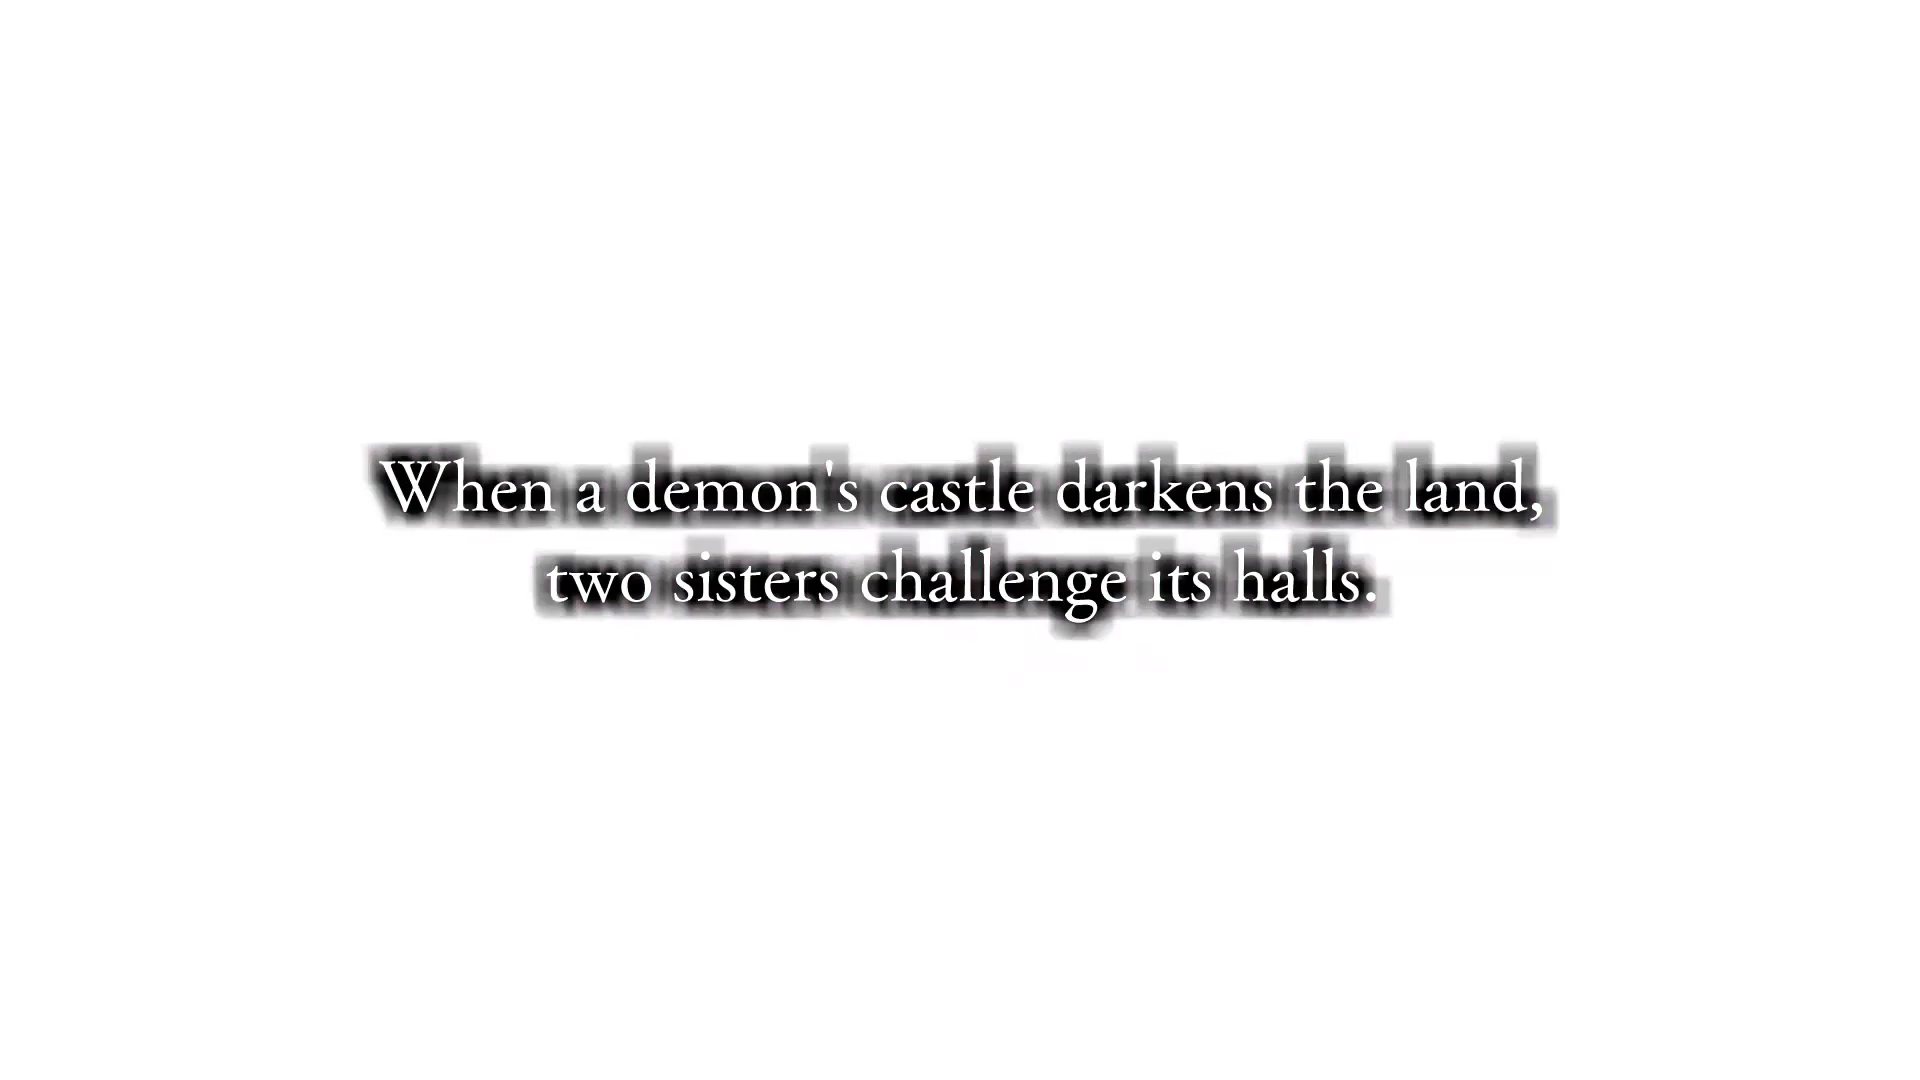 When a demon's castle darkens the land,
two sisters challenge its halls.